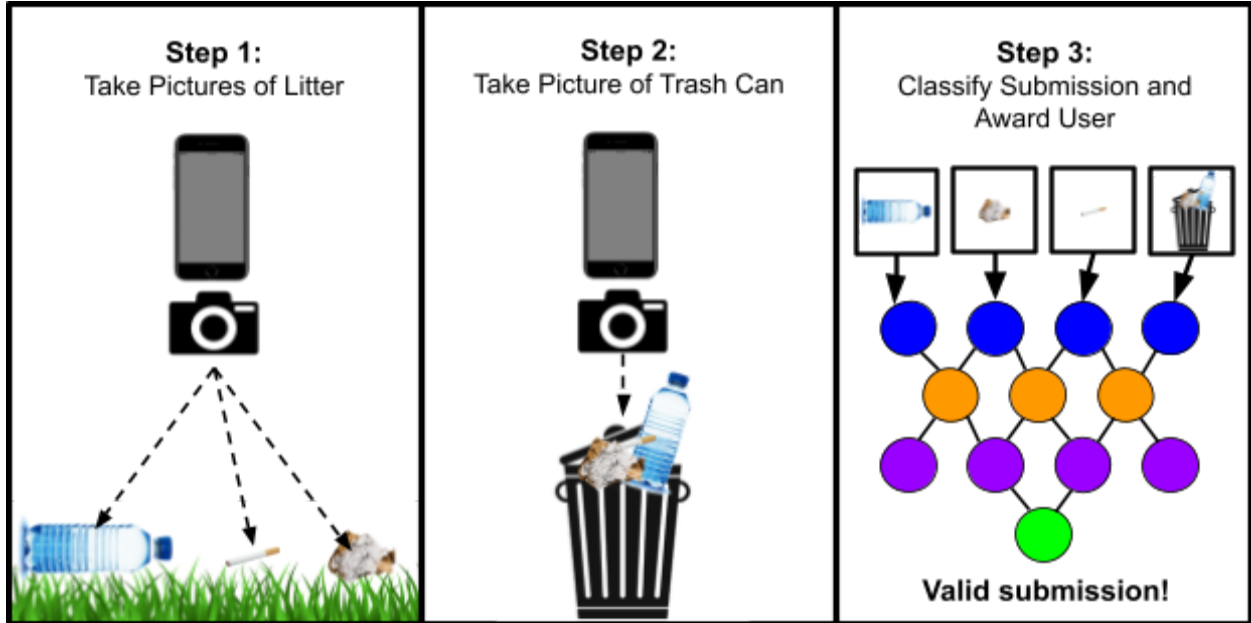 Step 1:
Take Pictures of Litter
Step 2:
Take Picture of Trash Can
Step 3:
Classify Submission and
Award User
Valid submission!